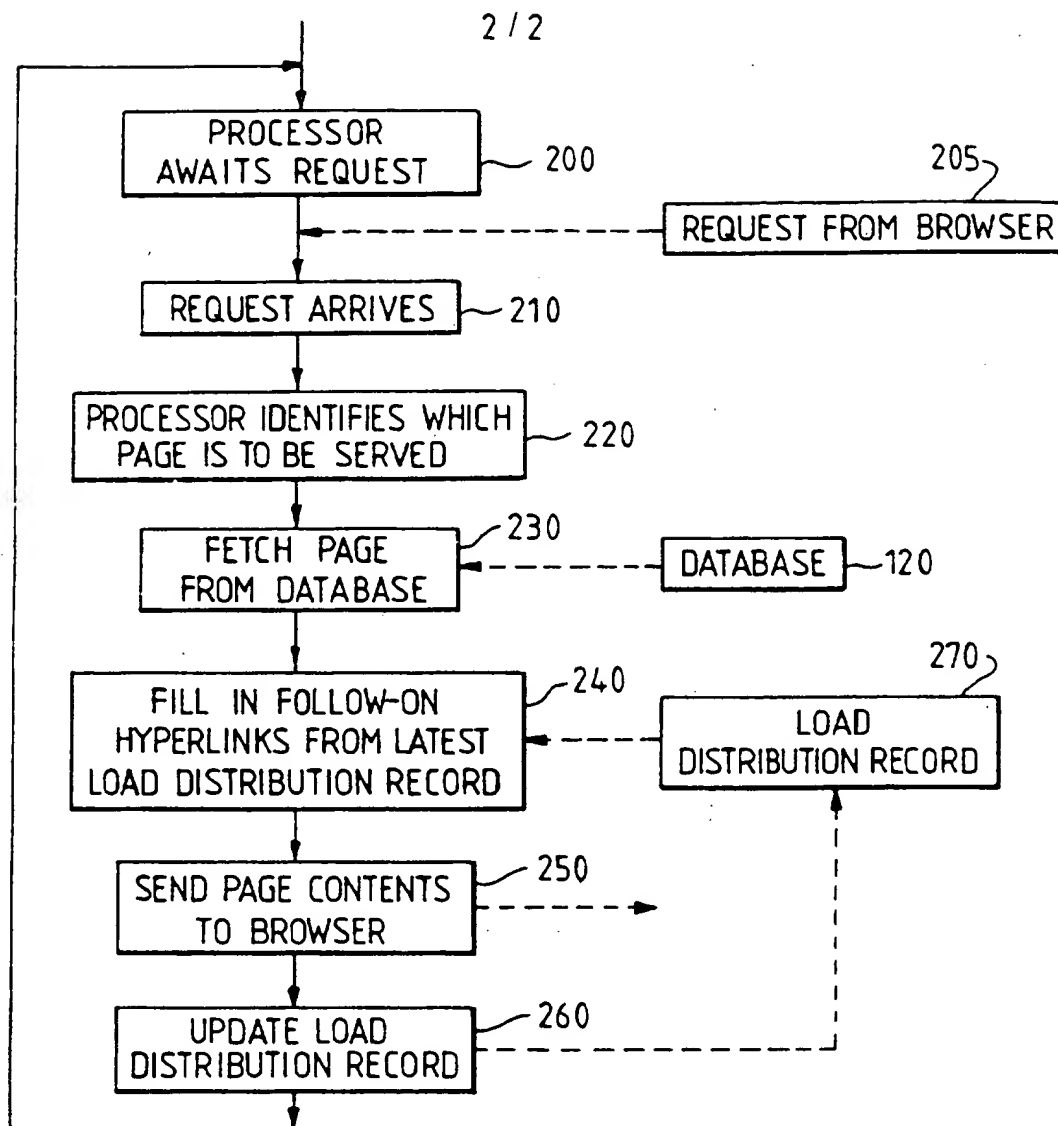 2/2
PROCESSOR
AWAITS REQUEST
200
205
REQUEST FROM BROWSER
REQUEST ARRIVES
210
PROCESSOR IDENTIFIES WHICH
PAGE IS TO BE SERVED
220
230
FETCH PAGE
FROM DATABASE
DATABASE
120
240
FILL IN FOLLOW-ON
HYPERLINKS FROM LATEST
LOAD DISTRIBUTION RECORD
270
LOAD
DISTRIBUTION RECORD
250
SEND PAGE CONTENTS
TO BROWSER
260
UPDATE LOAD
DISTRIBUTION RECORD